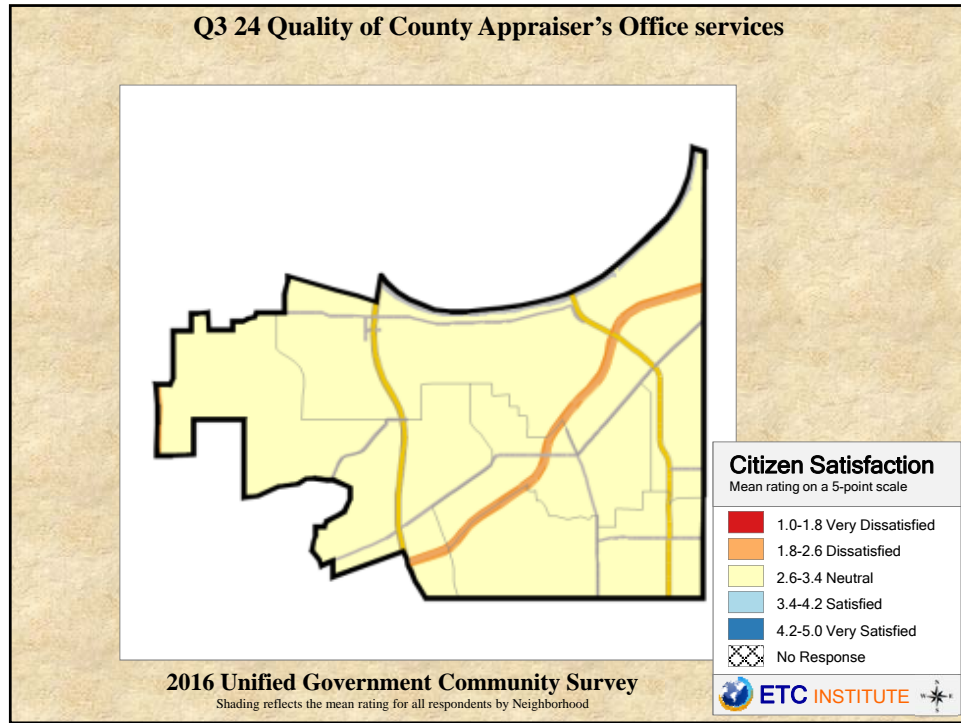 Q3 24 Quality of County Appraiser's Office services
Citizen Satisfaction
Mean rating on a 5-point scale
1.0-1.8 Very Dissatisfied
1.8-2.6 Dissatisfied
2.6-3.4 Neutral
3.4-4.2 Satisfied
4.2-5.0 Very Satisfied
No Response
ETC INSTITUTE
N
W E
S
2016 Unified Government Community Survey
Shading reflects the mean rating for all respondents by Neighborhood